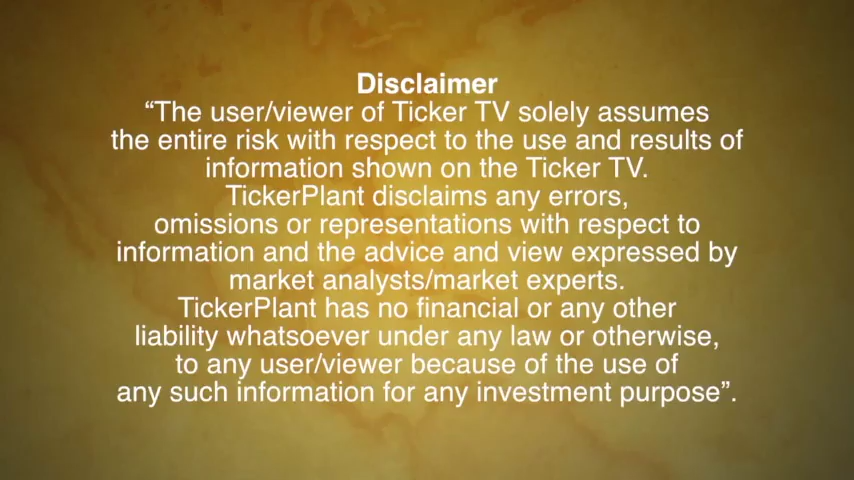 Disclaimer
“The user/viewer of Ticker TV solely assumes
the entire risk with respect to the use and results of
information shown on the Ticker TV.
TickerPlant disclaims any errors,
omissions or representations with respect to
information and the advice and view expressed by
market analysts/market experts.
TickerPlant has no financial or any other
liability whatsoever under any law or otherwise,
to any user/viewer because of the use of
any such information for any investment purpose”.